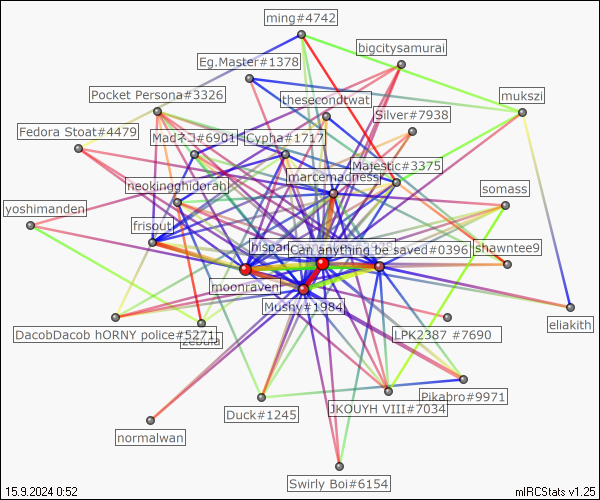 ming#4742
bigcitysamurai
Eg.Master#1378
mukszi
Pocket Persona#3326
thesecondtwat
Silver#7938
Fedora Stoat#4479
Madネコ#6901
Cypha#1717
Majestic#3375
marcemadness
neokingghidorah
somass
yoshimanden
frisout
hispan
Can anything be saved#0396
shawntee9
moonraven
Mushy#1984
eliakith
DacobDacob hORNY police#5271
zebula
LPK2387 #7690
Pikabro#9971
Duck#1245
JKOUYH VIII#7034
normalwan
Swirly Boi#6154
15.9.2024 0:52
mIRCStats v1.25